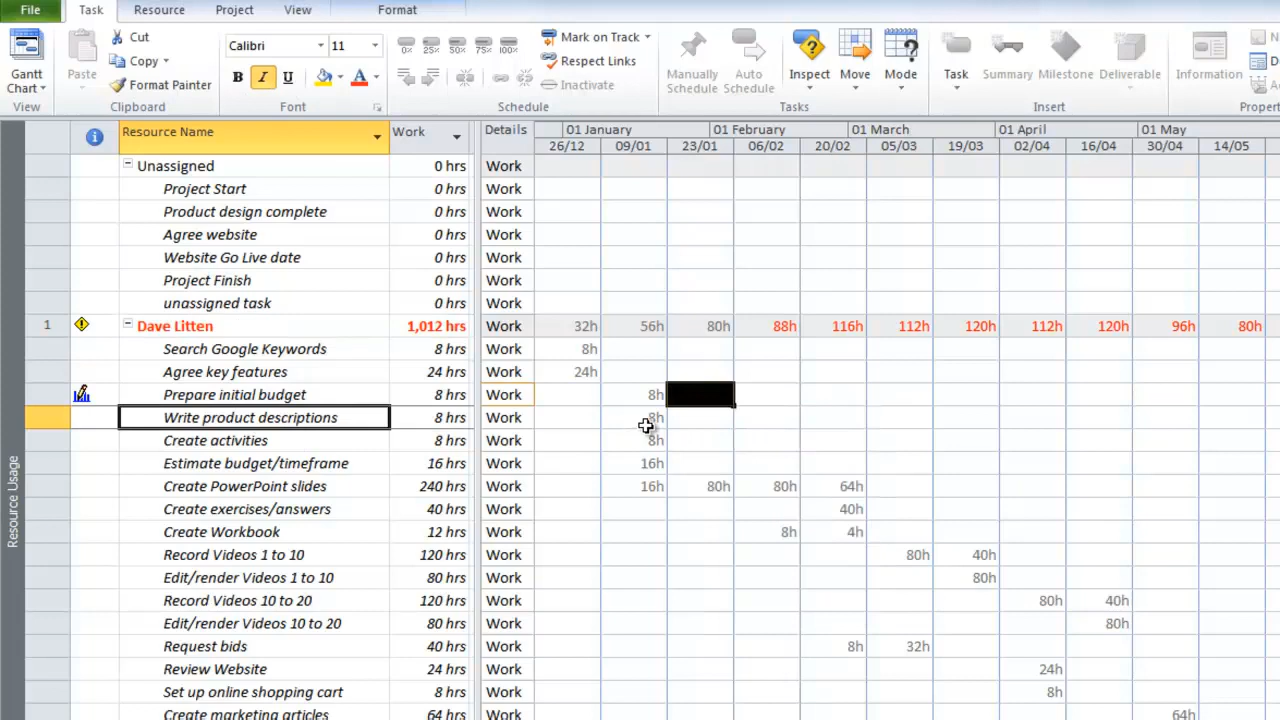 File Task Resource Project View Format
Cut
Copy
Format Painter
Paste
Gantt Chart
Calibri 11
B I U
0% 25% 50% 75% 100%
Mark on Track
Respect Links
Inactivate
Manually Schedule
Auto Schedule
Inspect Move Mode
Task Summary Milestone Deliverable
Information
N
D
View Clipboard Font Schedule Tasks Insert Propert
Resource Name Work Details 01 January 01 February 01 March 01 April 01 May
26/12 09/01 23/01 06/02 20/02 05/03 19/03 02/04 16/04 30/04 14/05
Unassigned 0 hrs Work
Project Start 0 hrs Work
Product design complete 0 hrs Work
Agree website 0 hrs Work
Website Go Live date 0 hrs Work
Project Finish 0 hrs Work
unassigned task 0 hrs Work
1 Dave Litten 1,012 hrs Work 32h 56h 80h 88h 116h 112h 120h 112h 120h 96h 80h
Search Google Keywords 8 hrs Work 8h
Agree key features 24 hrs Work 24h
Prepare initial budget 8 hrs Work 8h
Write product descriptions 8 hrs Work 8h
Create activities 8 hrs Work 8h
Estimate budget/timeframe 16 hrs Work 16h
Create PowerPoint slides 240 hrs Work 16h 80h 80h 64h
Create exercises/answers 40 hrs Work 40h
Create Workbook 12 hrs Work 8h 4h
Record Videos 1 to 10 120 hrs Work 80h 40h
Edit/render Videos 1 to 10 80 hrs Work 80h
Record Videos 10 to 20 120 hrs Work 80h 40h
Edit/render Videos 10 to 20 80 hrs Work 80h
Request bids 40 hrs Work 8h 32h
Review Website 24 hrs Work 24h
Set up online shopping cart 8 hrs Work 8h
Create marketing articles 64 hrs Work 64h
Resource Usage